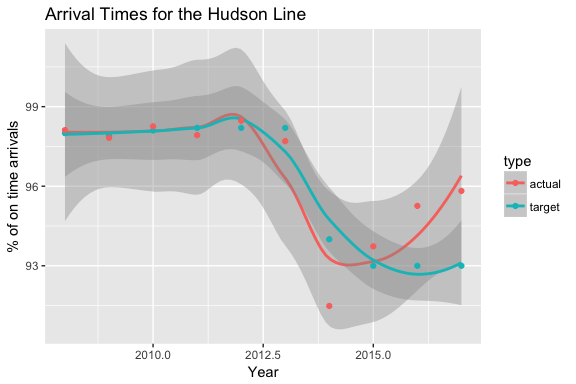 Arrival Times for the Hudson Line
% of on time arrivals
99
96
93
2010.0
2012.5
2015.0
Year
type
actual
target